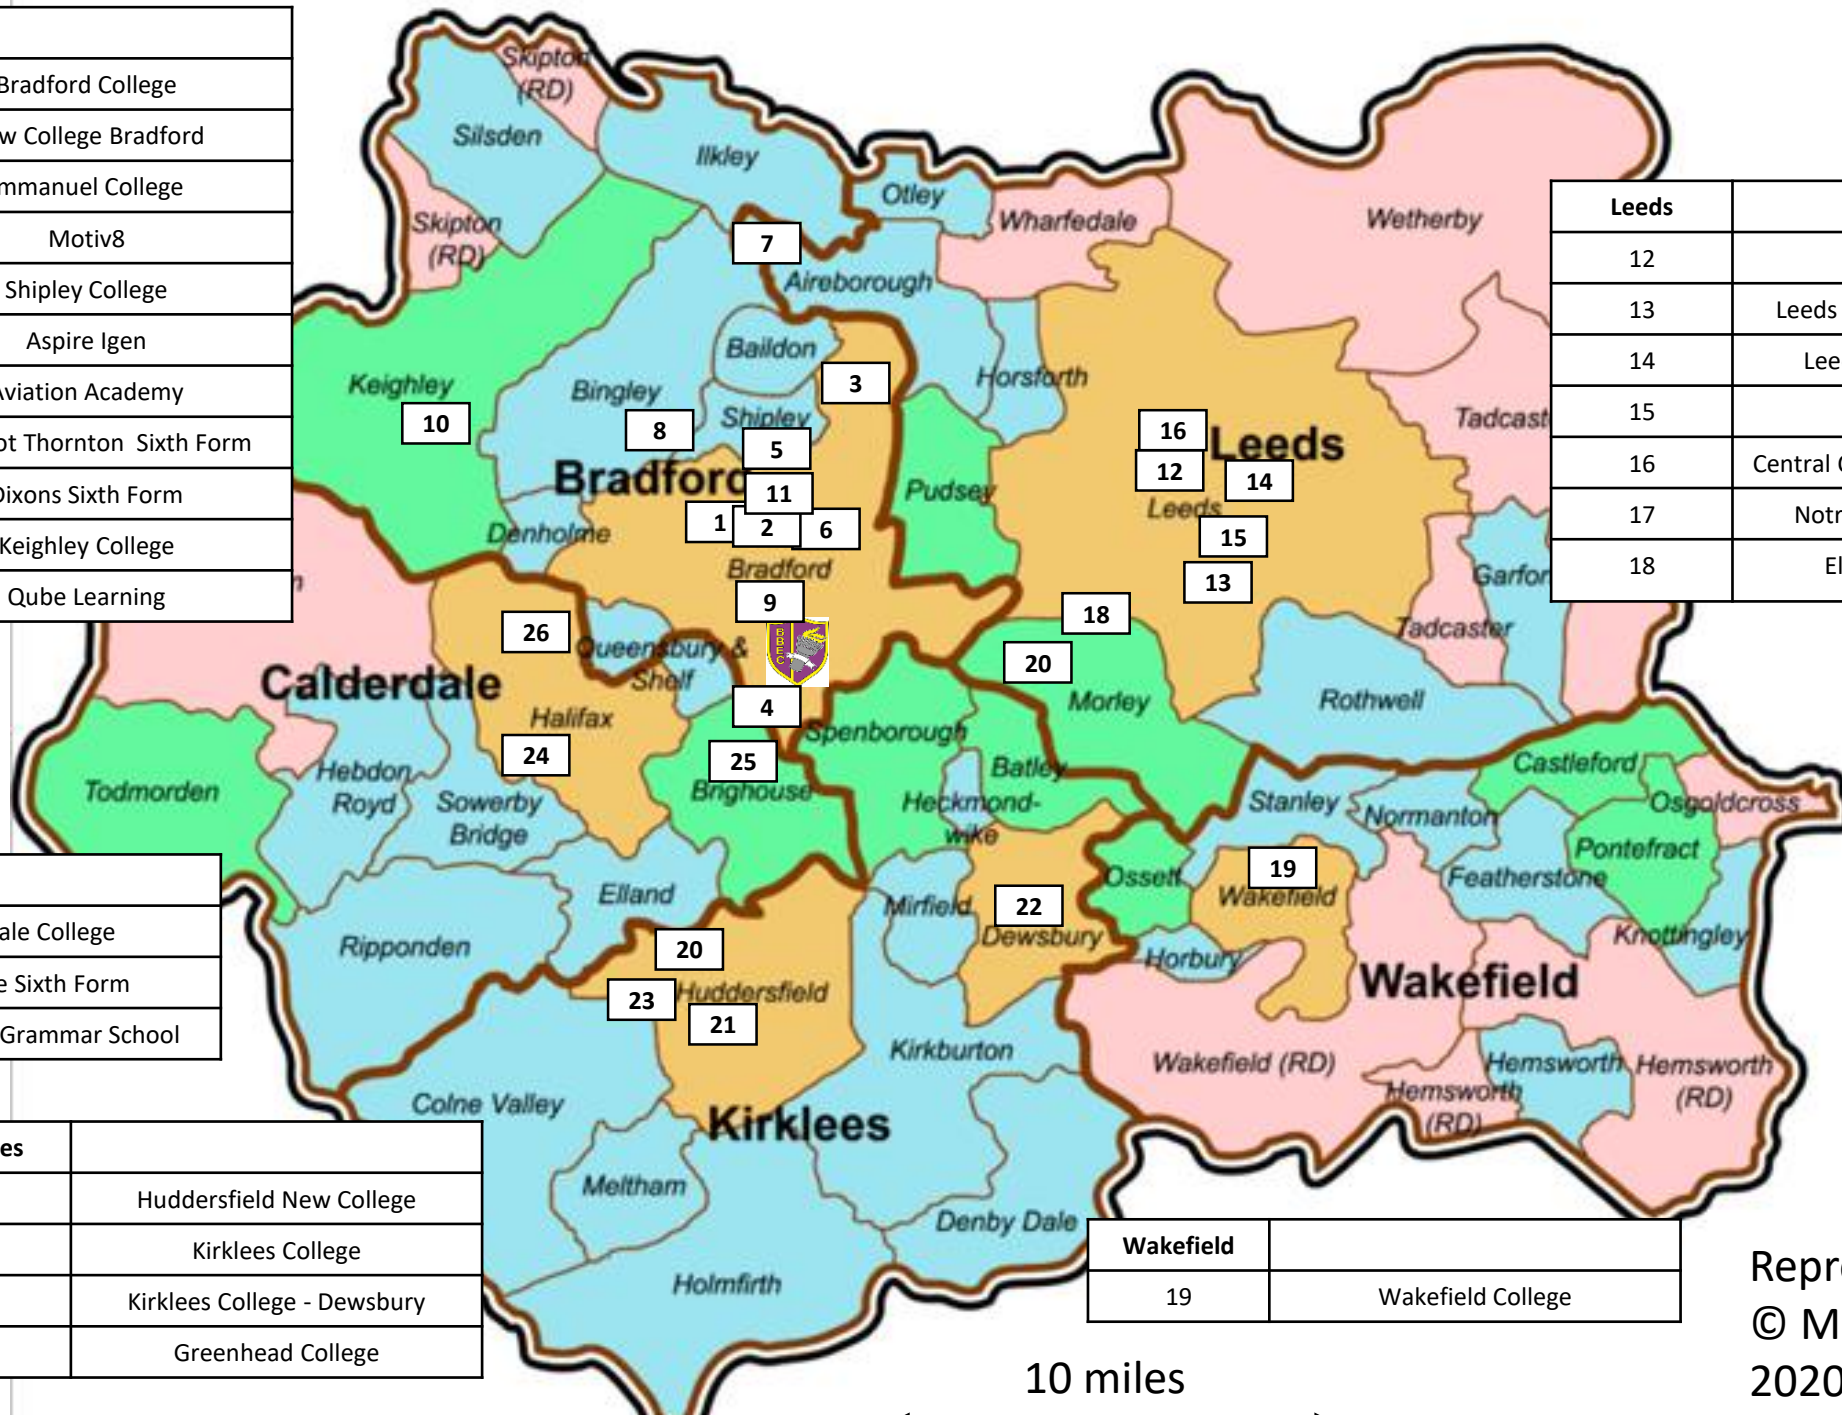 Bradford College
w College Bradford
mmanuel College
Motiv8
Shipley College
Aspire Igen
Aviation Academy
ot Thornton Sixth Form
Dixons Sixth Form
Keighley College
Qube Learning
Skipton
(RD)
Silsden
Ilkley
Otley
Wharfedale
Wetherby
Skipton
(RD)
7
Aireborough
Keighley
10
Bingley
Baildon
3
Horsforth
8
Shipley
5
Bradford
11
1
2
6
Denholme
Bradford
9
Pudsey
16
Leeds
12
14
Leeds
15
13
18
20
Morley
Tadcast
Garfor
Tadcaster
Rothwell
Leeds
12
13 Leeds
14 Lee
15
16 Central C
17 Notr
18 El
n
26
Queensbury &
Shelf
BBEC
4
Calderdale
Halifax
24
25
Brighouse
Todmorden
Hebdon
Royd
Sowerby
Bridge
Elland
Ripponden
Spenborough
Batley
Heckmond-
wike
Mirfield
22
Dewsbury
Ossett
Stanley
Normanton
Castleford
Osgoldcross
Pontefract
Featherstone
Knottingley
19
Wakefield
Horbury
Wakefield
Wakefield (RD)
Hemsworth
Hemsworth
(RD)
Hemsworth
(RD)
20
23
Huddersfield
21
Kirkburton
Colne Valley
Kirklees
Meltham
Denby Dale
Holmfirth
ale College
e Sixth Form
Grammar School
es
Huddersfield New College
Kirklees College
Kirklees College - Dewsbury
Greenhead College
Wakefield
19 Wakefield College
10 miles
Repr
© M
2020